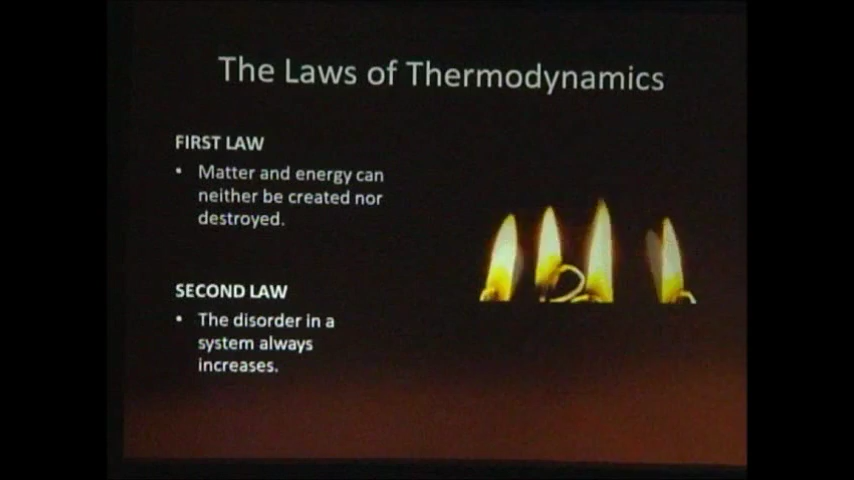 The Laws of Thermodynamics
FIRST LAW
• Matter and energy can
neither be created nor
destroyed.
SECOND LAW
• The disorder in a
system always
increases.